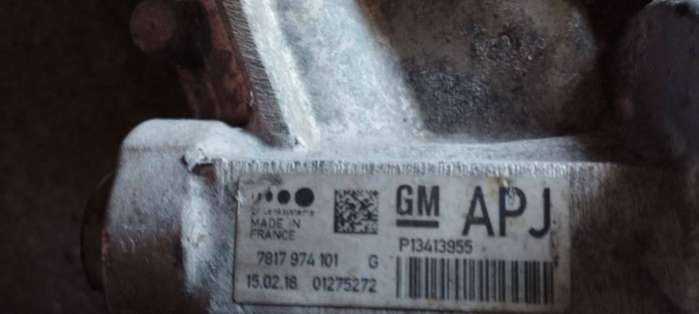 GM APJ
MADE IN
FRANCE
P13413955
7817 974 101 G
15.02.18 01275272